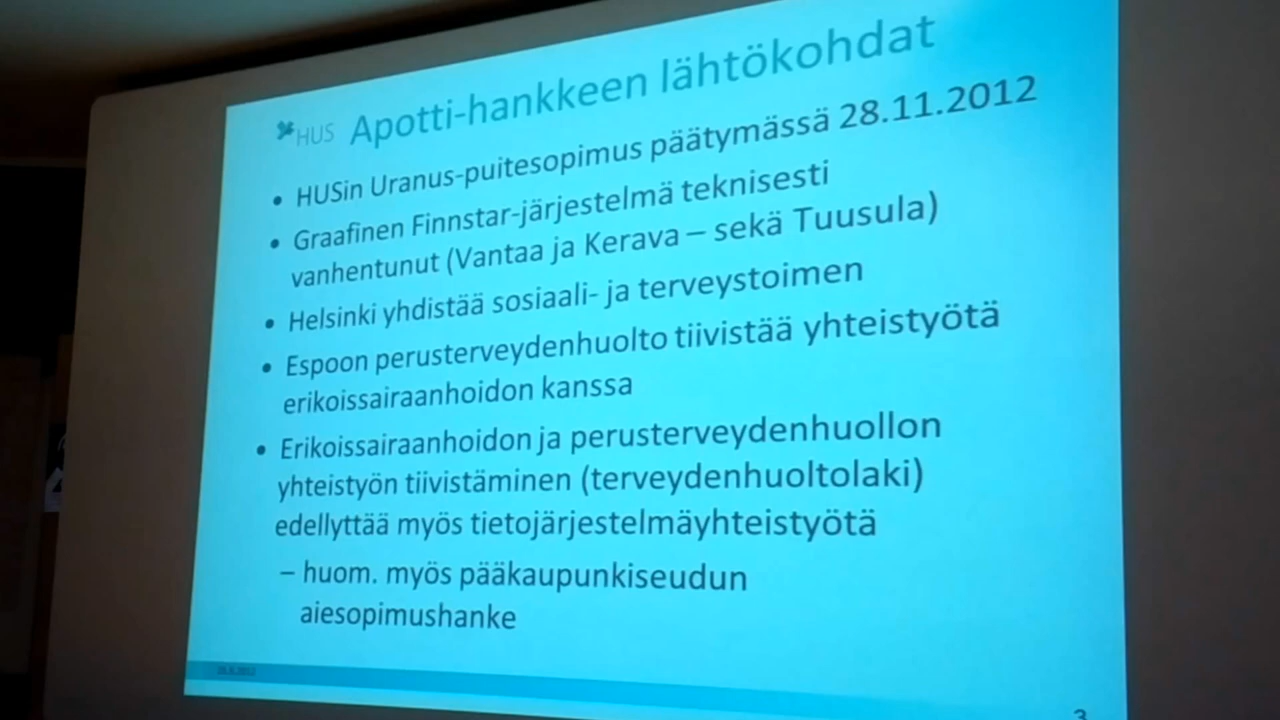 HUS Apotti-hankkeen lähtökohdat
• HUSin Uranus-puitesopimus päätymässä 28.11.2012
• Graafinen Finnstar-järjestelmä teknisesti
vanhentunut (Vantaa ja Kerava – sekä Tuusula)
• Helsinki yhdistää sosiaali- ja terveystoimen
• Espoon perusterveydenhuolto tiivistää yhteistyötä
erikoissairaanhoidon kanssa
• Erikoissairaanhoidon ja perusterveydenhuollon
yhteistyön tiivistäminen (terveydenhuoltolaki)
edellyttää myös tietojärjestelmäyhteistyötä
– huom. myös pääkaupunkiseudun
aiesopimushanke
3